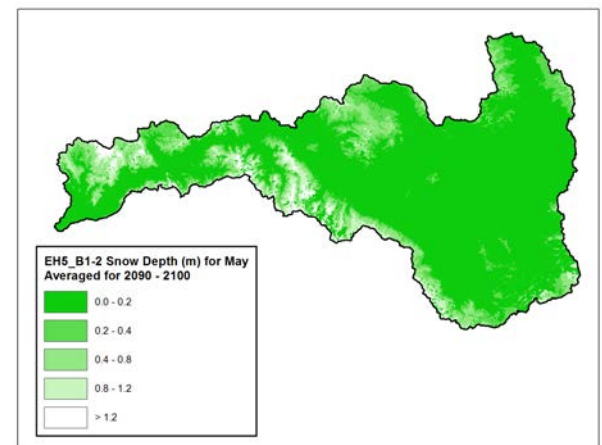 EH5_B1-2 Snow Depth (m) for May
Averaged for 2090 - 2100
0.0 - 0.2
0.2 - 0.4
0.4 - 0.8
0.8 - 1.2
> 1.2